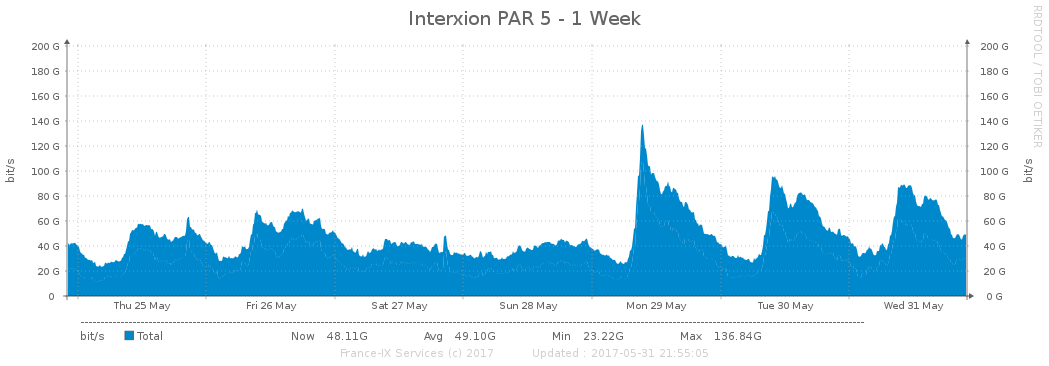 Interxion PAR 5 - 1 Week
RRDTOOL / TOBI OETIKER
bit/s
bit/s
200 G 200 G
180 G 180 G
160 G 160 G
140 G 140 G
120 G 120 G
100 G 100 G
80 G 80 G
60 G 60 G
40 G 40 G
20 G 20 G
0 0 G
Thu 25 May Fri 26 May Sat 27 May Sun 28 May Mon 29 May Tue 30 May Wed 31 May
bit/s Total Now 48.11G Avg 49.10G Min 23.22G Max 136.84G
France-IX Services (c) 2017 Updated : 2017-05-31 21:55:05